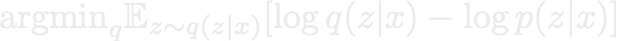 argmin_q 𝔼_{z∼q(z|x)}[log q(z|x) − log p(z|x)]